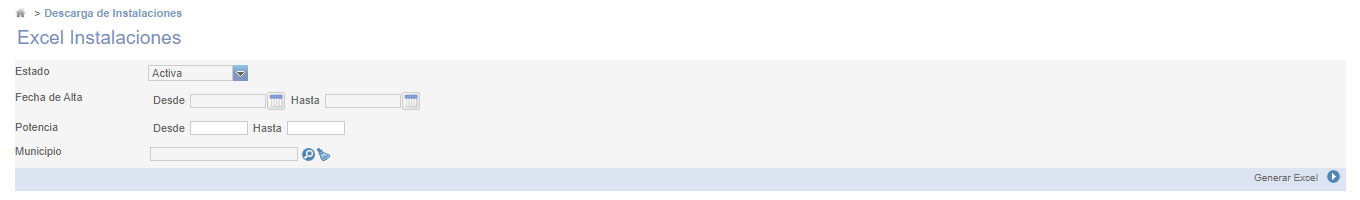 > Descarga de Instalaciones
Excel Instalaciones
Estado Activa
Fecha de Alta Desde Hasta
Potencia Desde Hasta
Municipio
Generar Excel